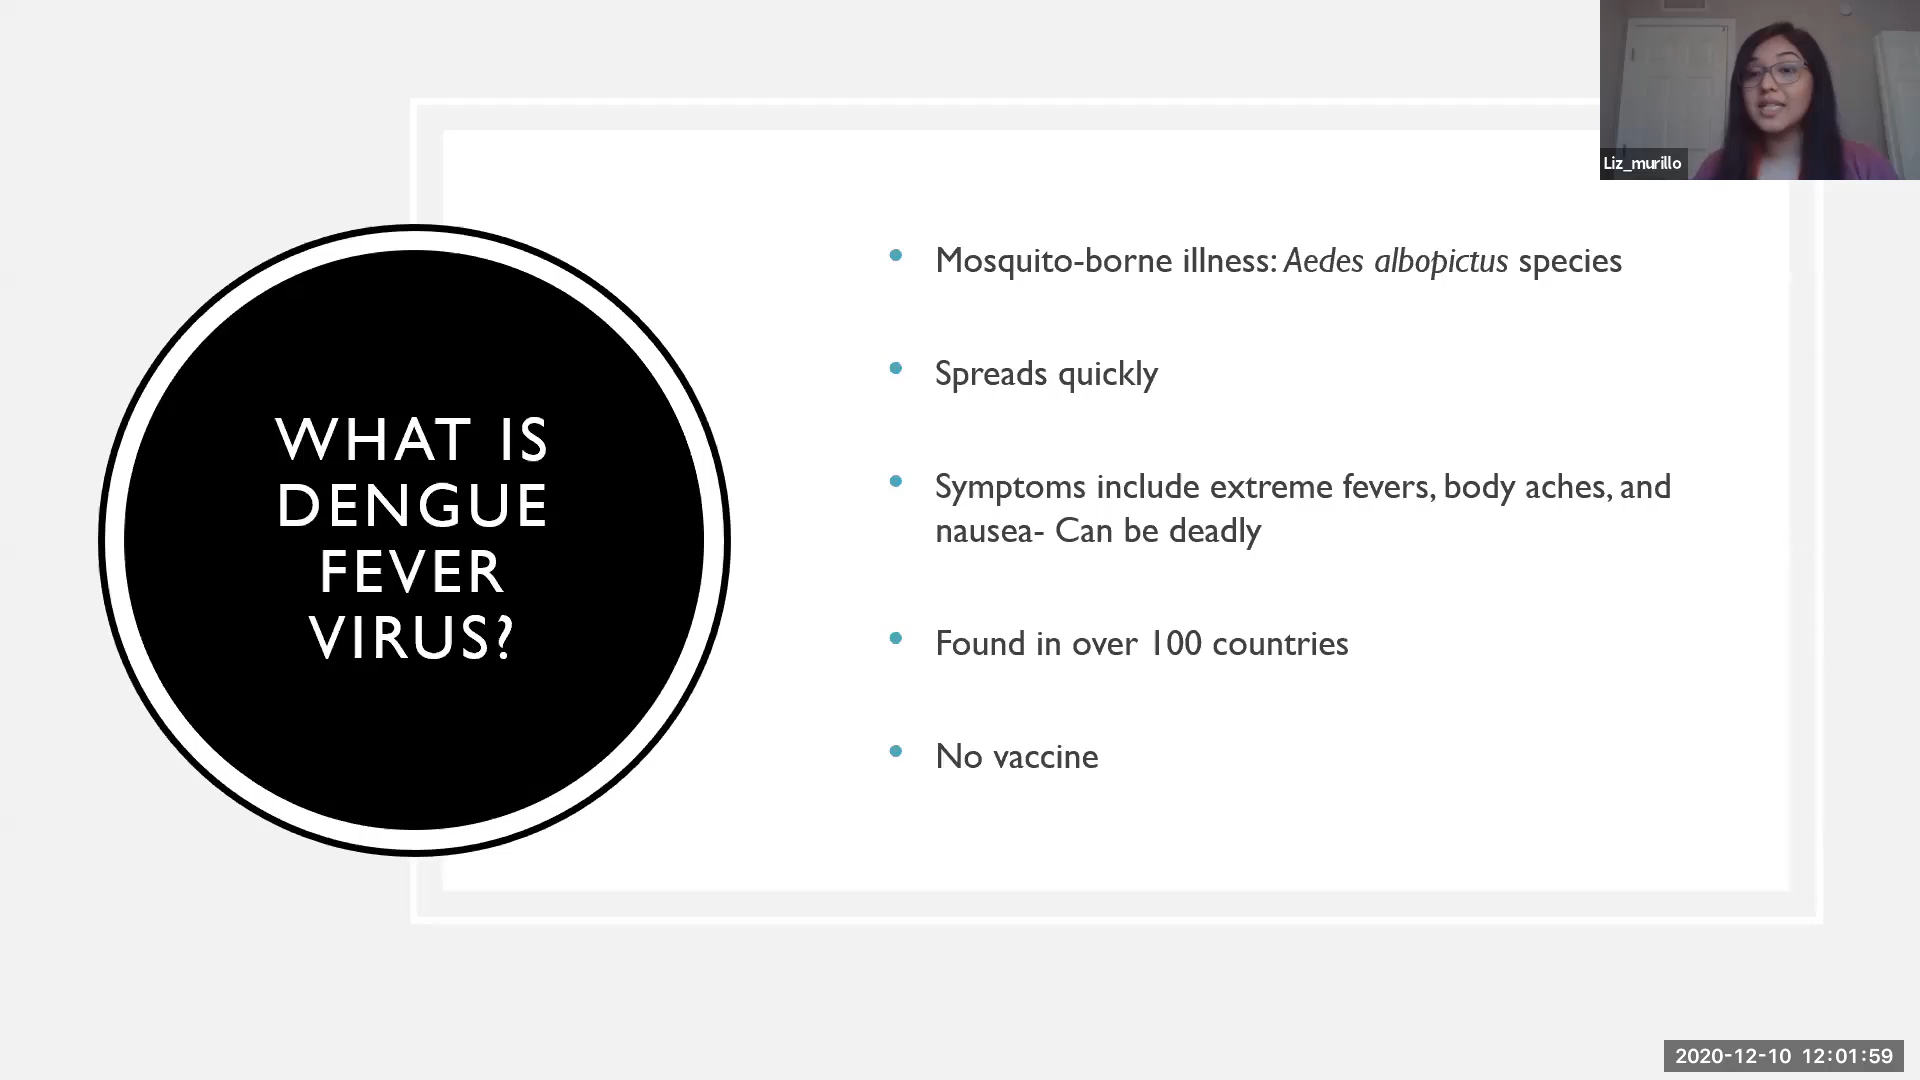 Liz_murillo
WHAT IS
DENGUE
FEVER
VIRUS?
Mosquito-borne illness: Aedes albopictus species
Spreads quickly
Symptoms include extreme fevers, body aches, and
nausea- Can be deadly
Found in over 100 countries
No vaccine
2020-12-10 12:01:59